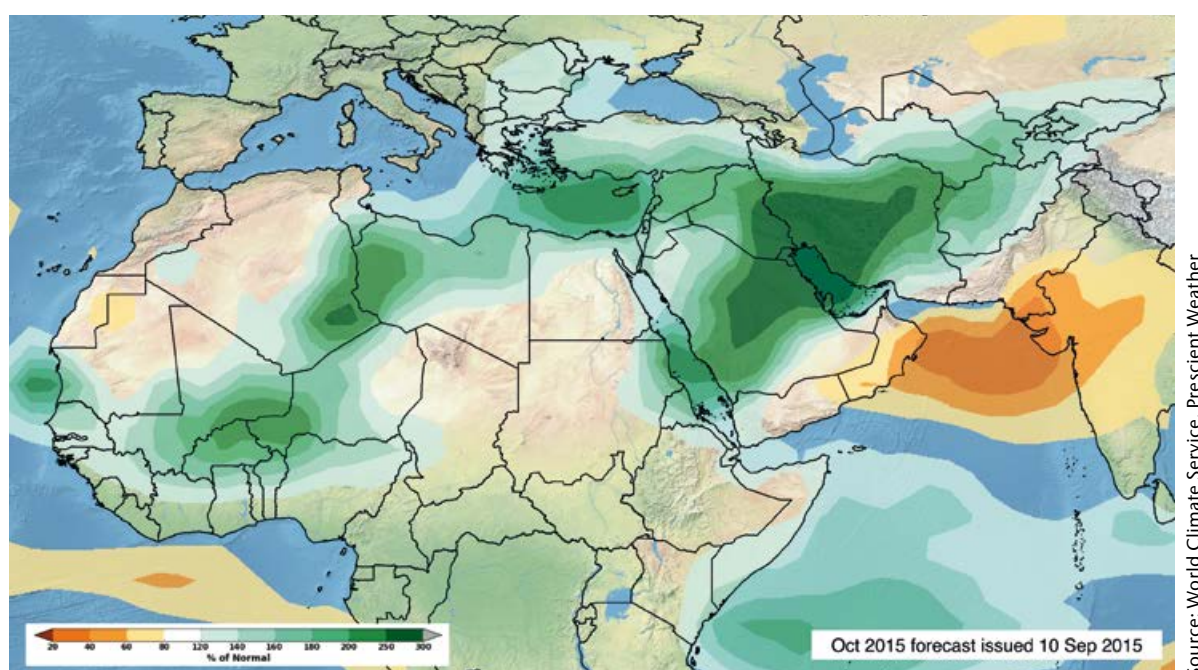 20 40 60 80 120 140 160 180 200 250 300
% of Normal
Oct 2015 forecast issued 10 Sep 2015
Source: World Climate Service, Prescient Weather